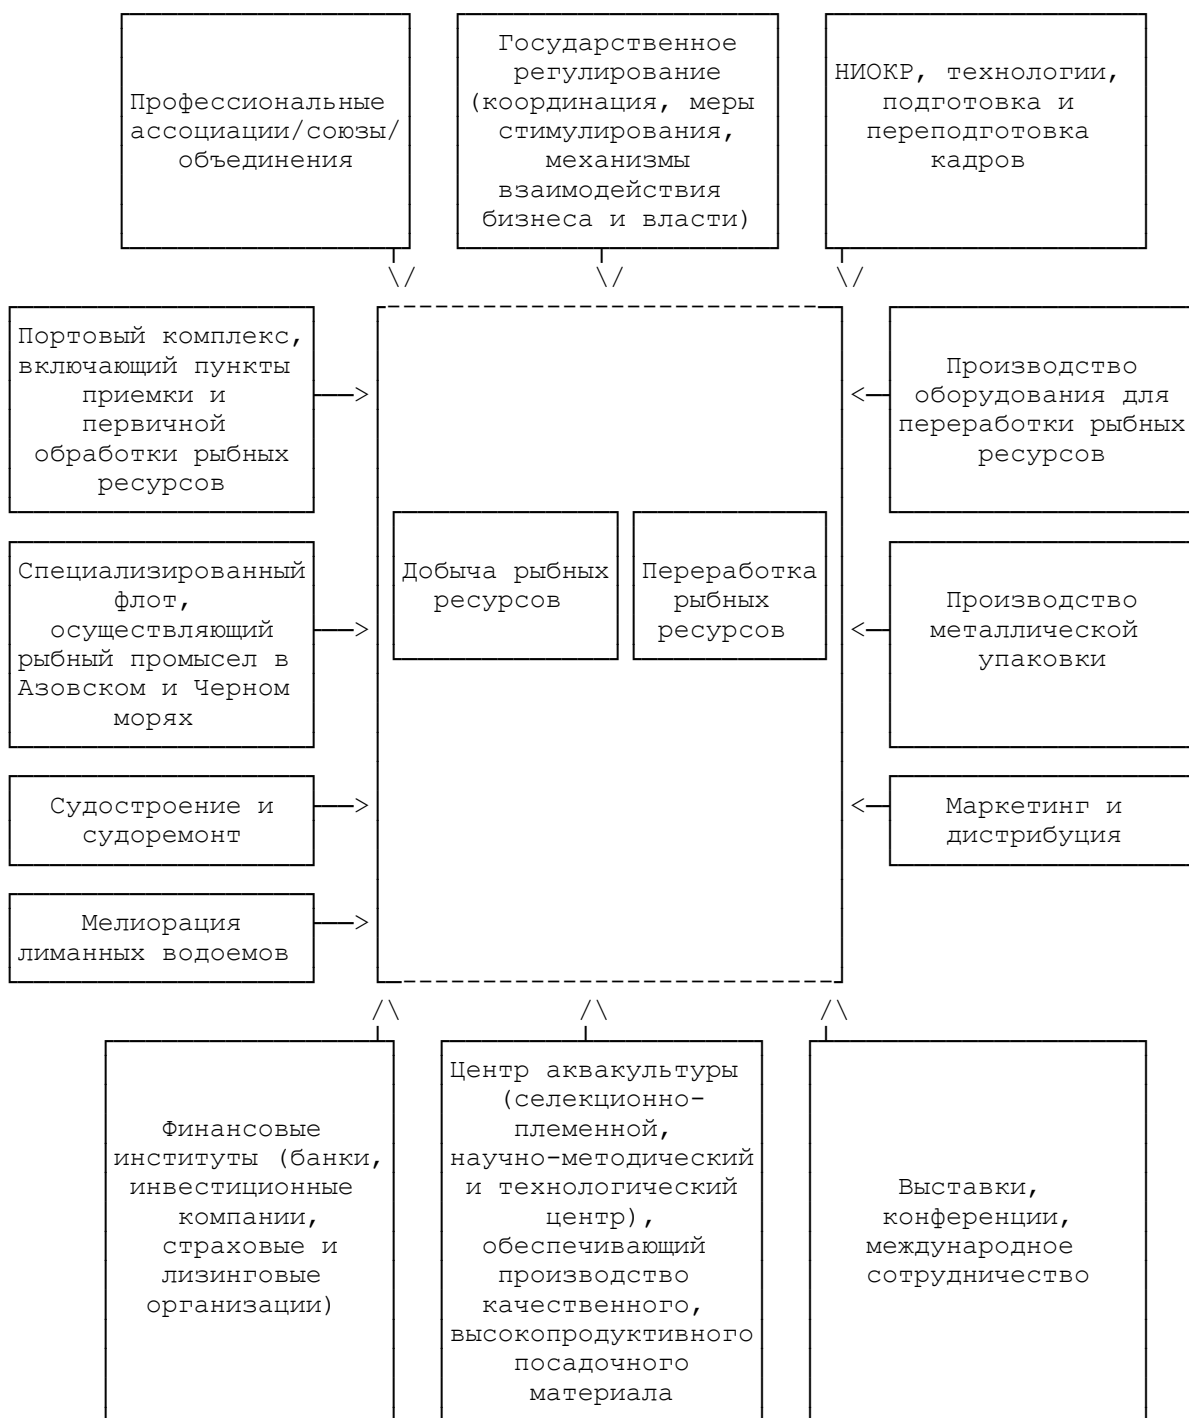 Профессиональные
ассоциации/союзы/
объединения
Государственное
регулирование
(координация, меры
стимулирования,
механизмы
взаимодействия
бизнеса и власти)
НИОКР, технологии,
подготовка и
переподготовка
кадров
Портовый комплекс,
включающий пункты
приемки и
первичной
обработки рыбных
ресурсов
Производство
оборудования для
переработки рыбных
ресурсов
Специализированный
флот,
осуществляющий
рыбный промысел в
Азовском и Черном
морях
Добыча рыбных
ресурсов
Переработка
рыбных
ресурсов
Производство
металлической
упаковки
Судостроение и
судоремонт
Маркетинг и
дистрибуция
Мелиорация
лиманных водоемов
Финансовые
институты (банки,
инвестиционные
компании,
страховые и
лизинговые
организации)
Центр аквакультуры
(селекционно-
племенной,
научно-методический
и технологический
центр),
обеспечивающий
производство
качественного,
высокопродуктивного
посадочного
материала
Выставки,
конференции,
международное
сотрудничество